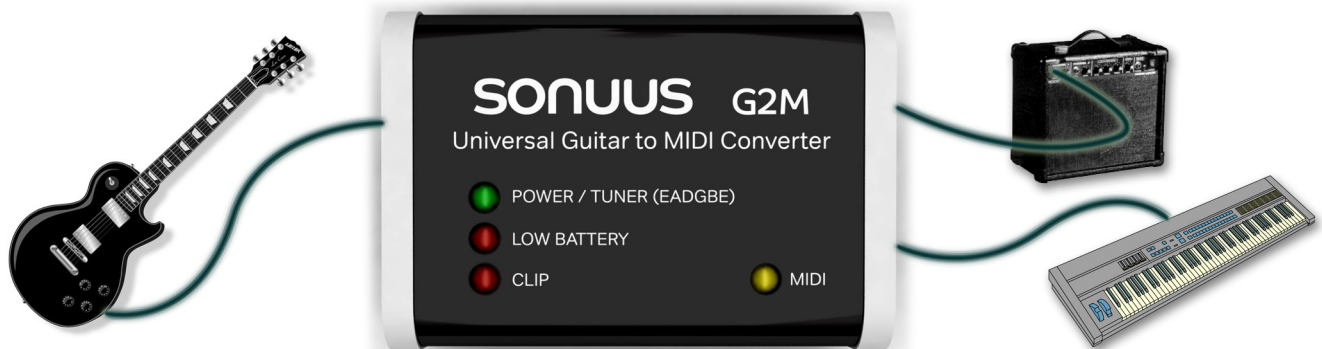 sonuus G2M
Universal Guitar to MIDI Converter
POWER / TUNER (EADGBE)
LOW BATTERY
CLIP
MIDI